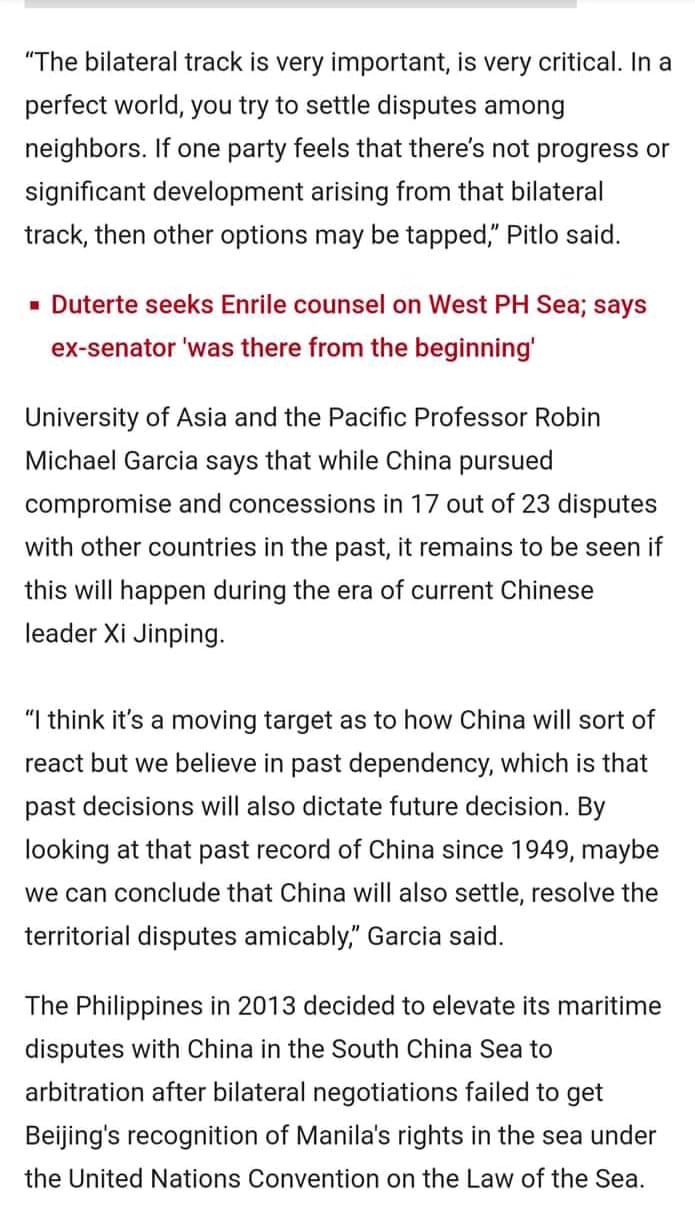 “The bilateral track is very important, is very critical. In a
perfect world, you try to settle disputes among
neighbors. If one party feels that there’s not progress or
significant development arising from that bilateral
track, then other options may be tapped,” Pitlo said.
▪ Duterte seeks Enrile counsel on West PH Sea; says
ex-senator 'was there from the beginning'
University of Asia and the Pacific Professor Robin
Michael Garcia says that while China pursued
compromise and concessions in 17 out of 23 disputes
with other countries in the past, it remains to be seen if
this will happen during the era of current Chinese
leader Xi Jinping.
“I think it’s a moving target as to how China will sort of
react but we believe in past dependency, which is that
past decisions will also dictate future decision. By
looking at that past record of China since 1949, maybe
we can conclude that China will also settle, resolve the
territorial disputes amicably,” Garcia said.
The Philippines in 2013 decided to elevate its maritime
disputes with China in the South China Sea to
arbitration after bilateral negotiations failed to get
Beijing's recognition of Manila's rights in the sea under
the United Nations Convention on the Law of the Sea.